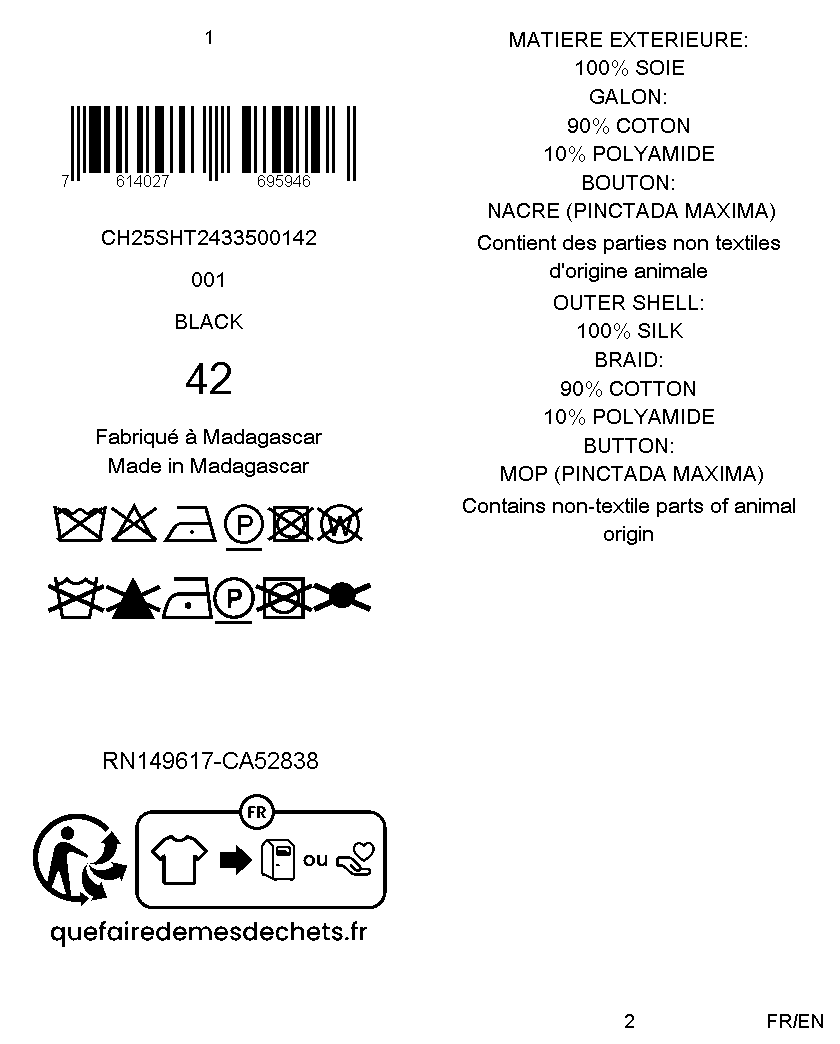 1
7 614027 695946
CH25SHT2433500142
001
BLACK
42
Fabriqué à Madagascar
Made in Madagascar
P W
P
RN149617-CA52838
FR
ou
quefairedemesdechets.fr
MATIERE EXTERIEURE:
100% SOIE
GALON:
90% COTON
10% POLYAMIDE
BOUTON:
NACRE (PINCTADA MAXIMA)
Contient des parties non textiles
d'origine animale
OUTER SHELL:
100% SILK
BRAID:
90% COTTON
10% POLYAMIDE
BUTTON:
MOP (PINCTADA MAXIMA)
Contains non-textile parts of animal
origin
2
FR/EN